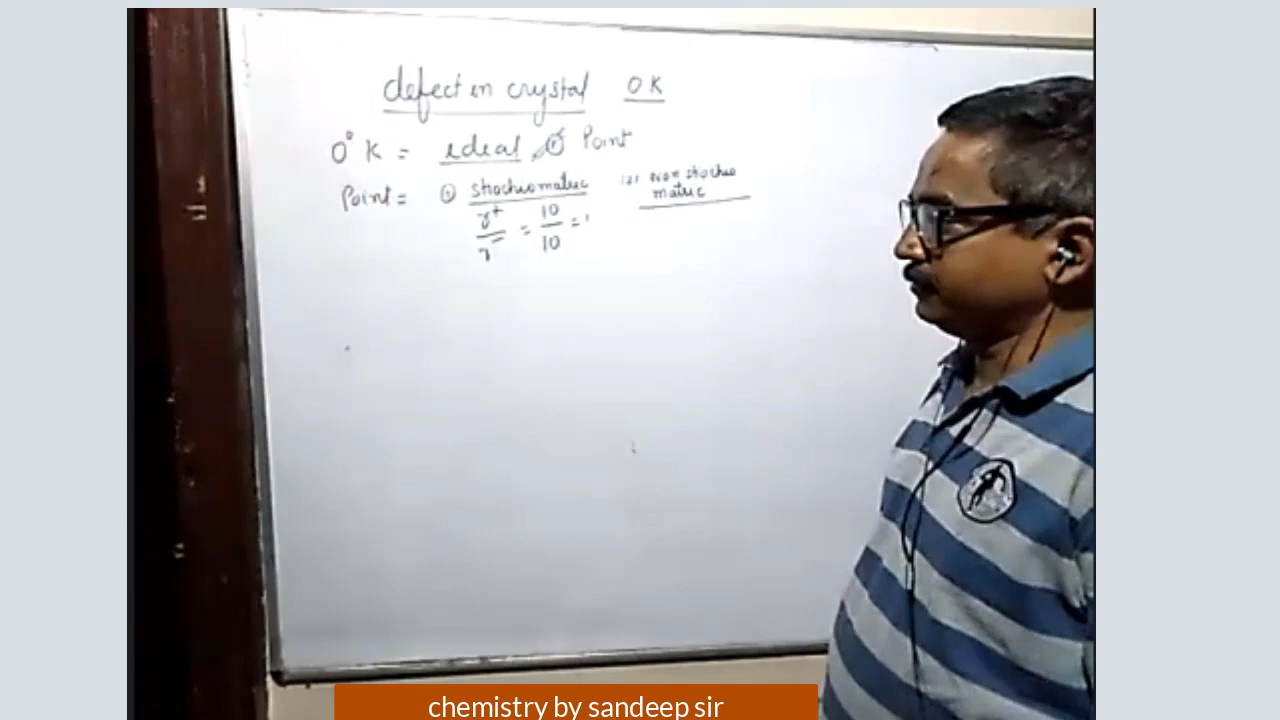 defect in crystal 0 K
0° K = ideal ① Point
Point = ① stochiomatric (2) non stochio
matric
r⁺/r⁻ = 10/10 = 1
chemistry by sandeep sir